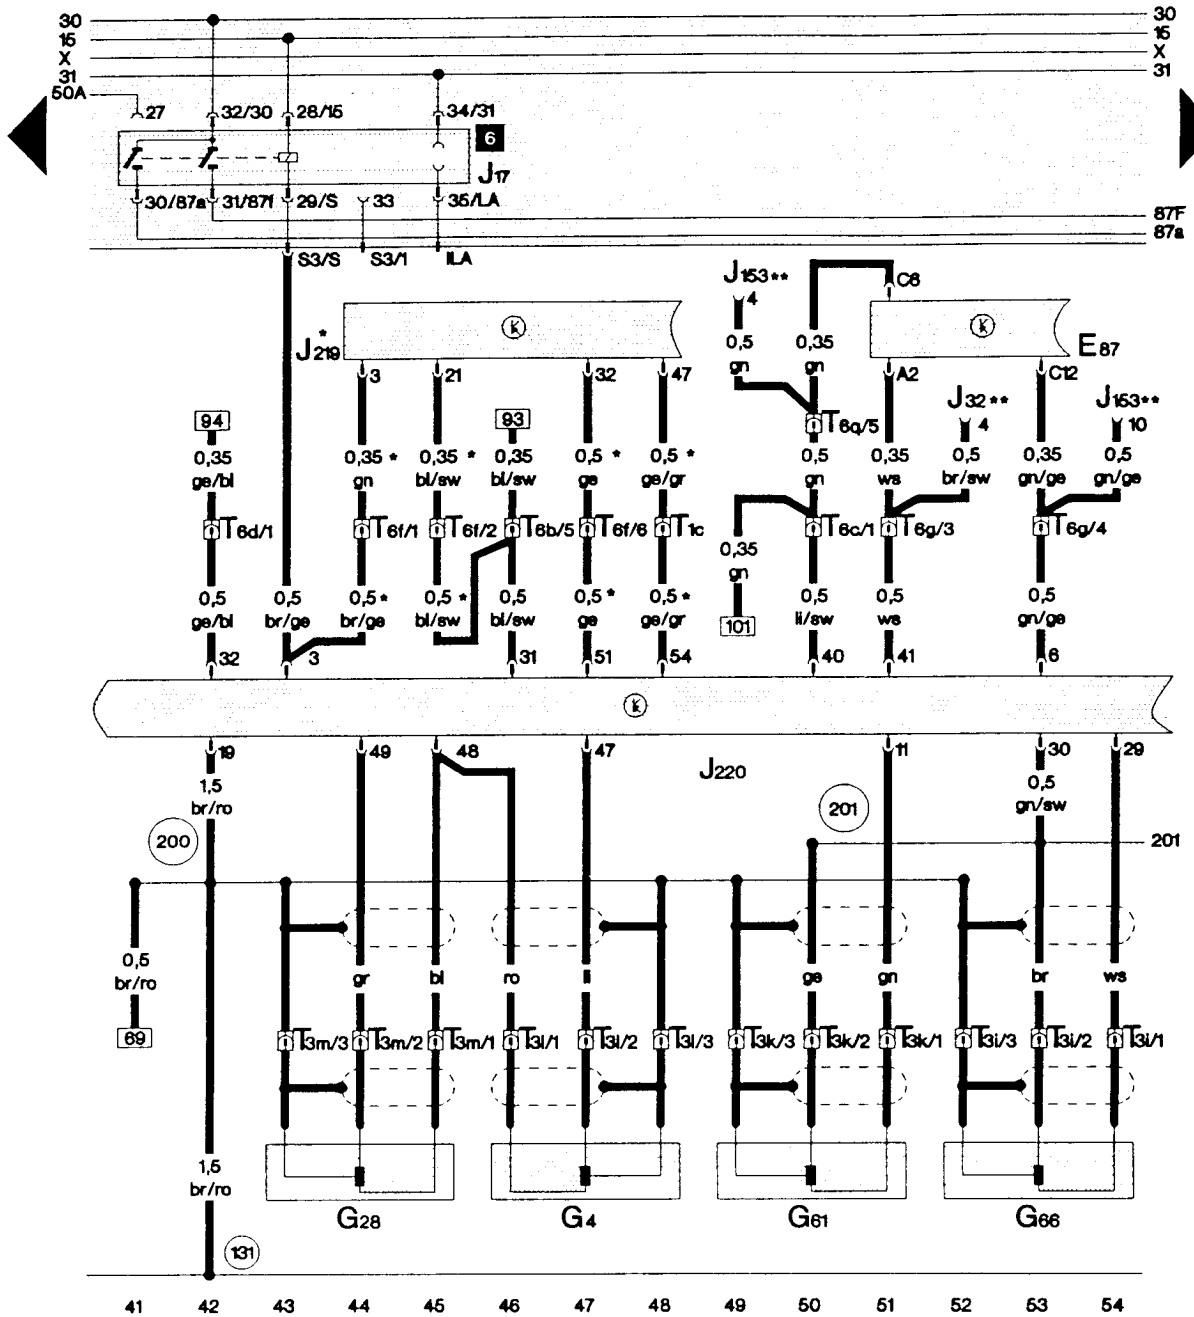 30 30
15 15
X X
31 31
50A
27 32/30 28/15 34/31
6
J17
30/87a 31/87f 29/S 33 35/LA
87F
87a
S3/S S3/1 ILA
J153** C6
4
J219*
E87
0,5 0,35
gn gn
3 21 32 47 A2 C12
J32** J153**
94 93 4 10
T6q/5
0,35 0,35* 0,35* 0,35 0,5* 0,5* 0,5 0,35 0,5 0,35 0,5
ge/bl gn bl/sw bl/sw ge ge/gr gn ws br/sw gn/ge gn/ge
T6d/1 T6f/1 T6f/2 T6b/5 T6f/6 T1c T6c/1 T6g/3 T6g/4
0,35
gn
0,5 0,5 0,5* 0,5* 0,5 0,5* 0,5* 0,5 0,5 0,5
ge/bl br/ge br/ge bl/sw bl/sw ge ge/gr li/sw ws gn/ge
101
32 3 31 51 54 40 41 6
19 49 48 47 11 30 29
J220
1,5 0,5
br/ro gn/sw
200 201
201
0,5
br/ro
gr bl ro li ge gn br ws
69
T3m/3 T3m/2 T3m/1 T3l/1 T3l/2 T3l/3 T3k/3 T3k/2 T3k/1 T3i/3 T3i/2 T3i/1
1,5
br/ro
G28 G4 G61 G66
131
41 42 43 44 45 46 47 48 49 50 51 52 53 54